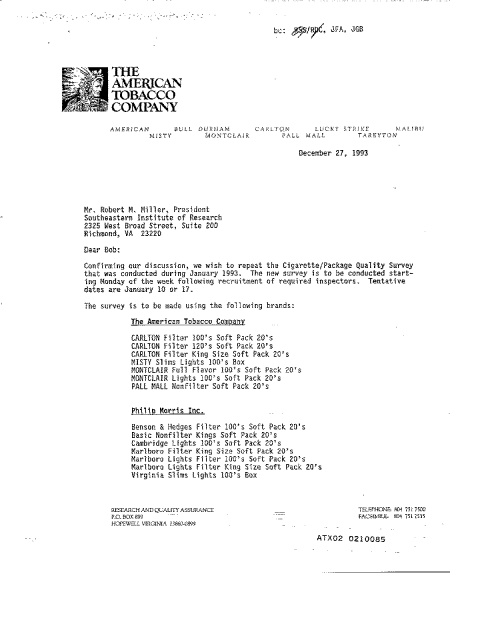 bc: RSS/RDC, JFA, JGB
THE
AMERICAN
TOBACCO
COMPANY
AMERICAN BULL DURHAM CARLTON LUCKY STRIKE MALIBU
MISTY MONTCLAIR PALL MALL TAREYTON
December 27, 1993
Mr. Robert M. Miller, President
Southeastern Institute of Research
2325 West Broad Street, Suite 200
Richmond, VA 23220
Dear Bob:
Confirming our discussion, we wish to repeat the Cigarette/Package Quality Survey
that was conducted during January 1993. The new survey is to be conducted start-
ing Monday of the week following recruitment of required inspectors. Tentative
dates are January 10 or 17.
The survey is to be made using the following brands:
The American Tobacco Company
CARLTON Filter 100's Soft Pack 20's
CARLTON Filter 120's Soft Pack 20's
CARLTON Filter King Size Soft Pack 20's
MISTY Slims Lights 100's Box
MONTCLAIR Full Flavor 100's Soft Pack 20's
MONTCLAIR Lights 100's Soft Pack 20's
PALL MALL Nonfilter Soft Pack 20's
Philip Morris Inc.
Benson & Hedges Filter 100's Soft Pack 20's
Basic Nonfilter Kings Soft Pack 20's
Cambridge Lights 100's Soft Pack 20's
Marlboro Filter King Size Soft Pack 20's
Marlboro Lights Filter 100's Soft Pack 20's
Marlboro Lights Filter King Size Soft Pack 20's
Virginia Slims Lights 100's Box
RESEARCH AND QUALITY ASSURANCE
P.O. BOX 899
HOPEWELL VIRGINIA 23860-0899
TELEPHONE 804 751 7500
FACSIMILE 804 751
ATX02 0210085